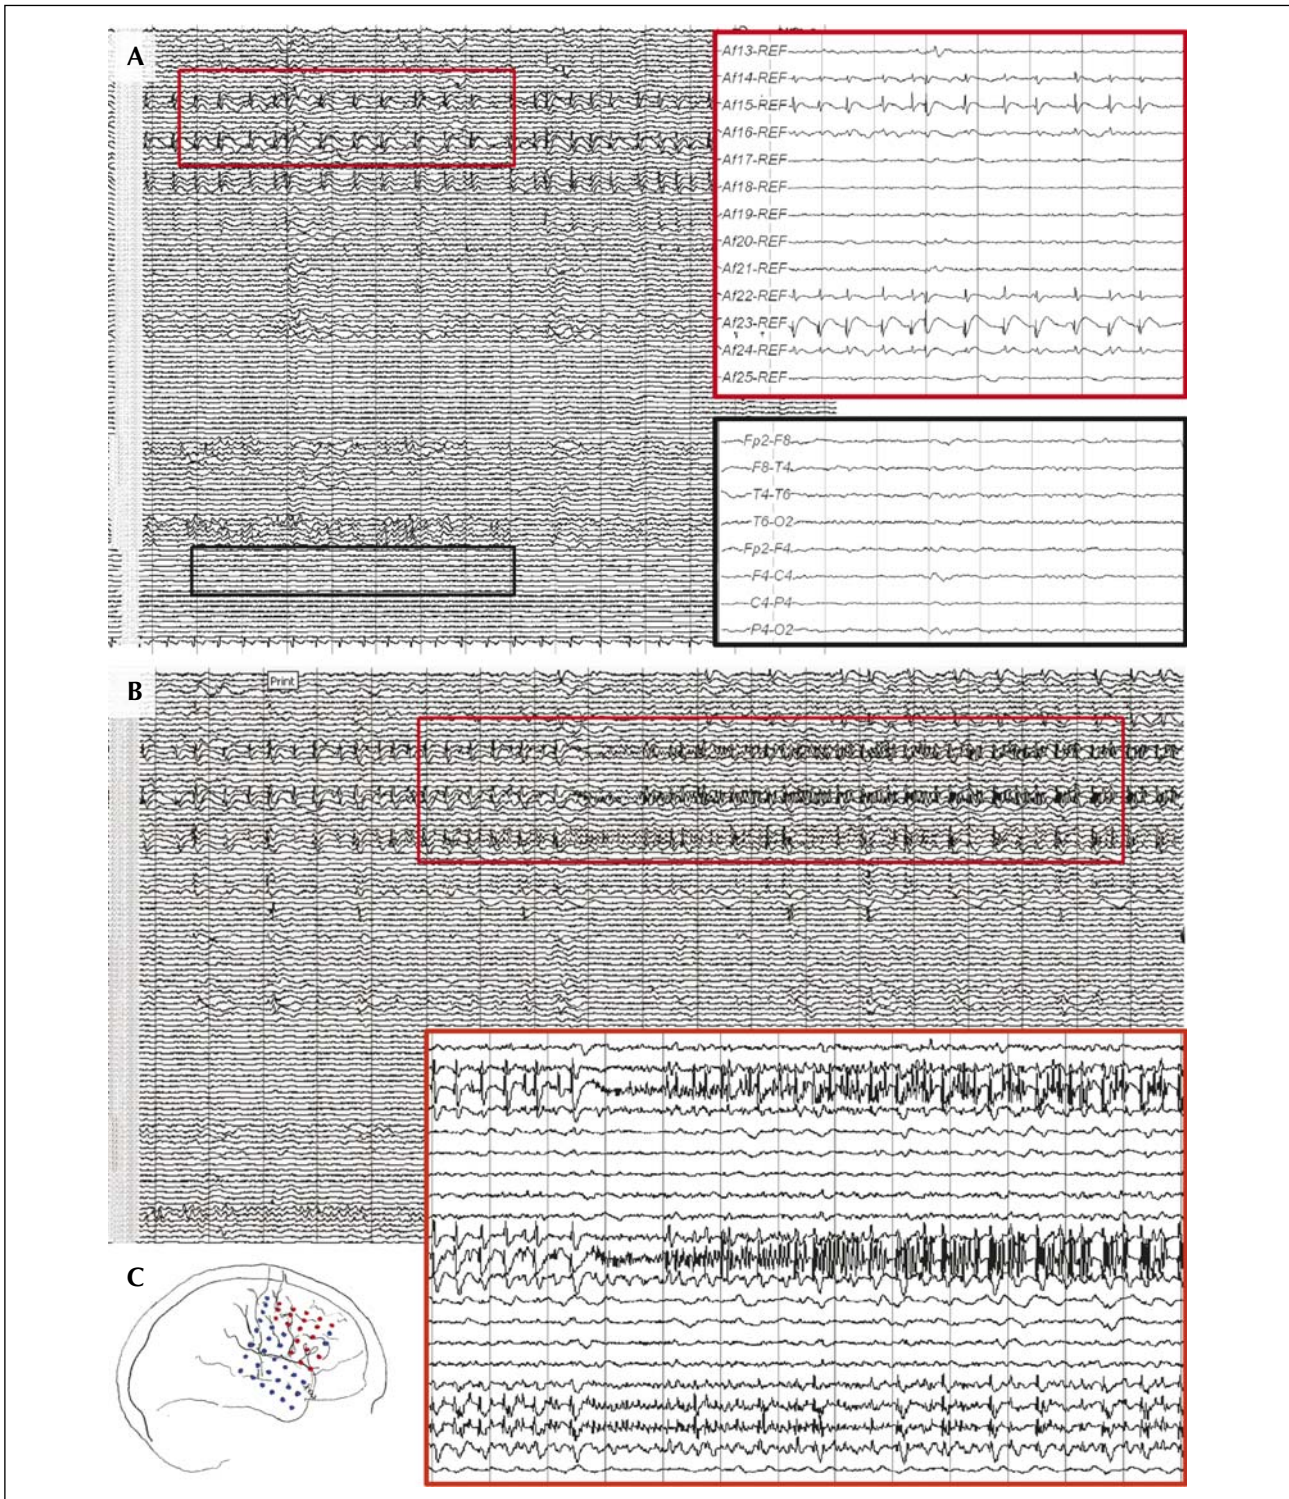 A
Af13-REF
Af14-REF
Af15-REF
Af16-REF
Af17-REF
Af18-REF
Af19-REF
Af20-REF
Af21-REF
Af22-REF
Af23-REF
Af24-REF
Af25-REF
Fp2-F8
F8-T4
T4-T6
T6-O2
Fp2-F4
F4-C4
C4-P4
P4-O2
B
Print
C